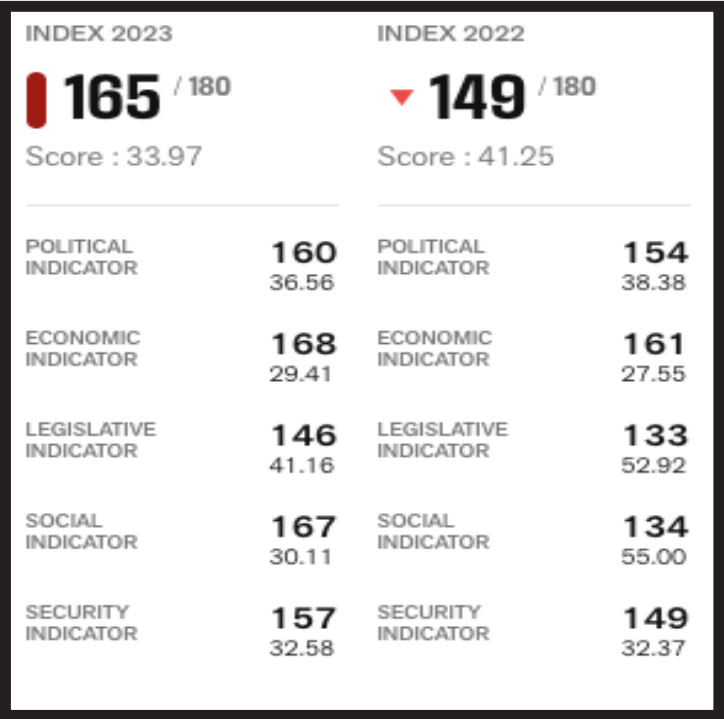 INDEX 2023
165 / 180
Score : 33.97
POLITICAL
INDICATOR
160
36.56
ECONOMIC
INDICATOR
168
29.41
LEGISLATIVE
INDICATOR
146
41.16
SOCIAL
INDICATOR
167
30.11
SECURITY
INDICATOR
157
32.58
INDEX 2022
149 / 180
Score : 41.25
POLITICAL
INDICATOR
154
38.38
ECONOMIC
INDICATOR
161
27.55
LEGISLATIVE
INDICATOR
133
52.92
SOCIAL
INDICATOR
134
55.00
SECURITY
INDICATOR
149
32.37